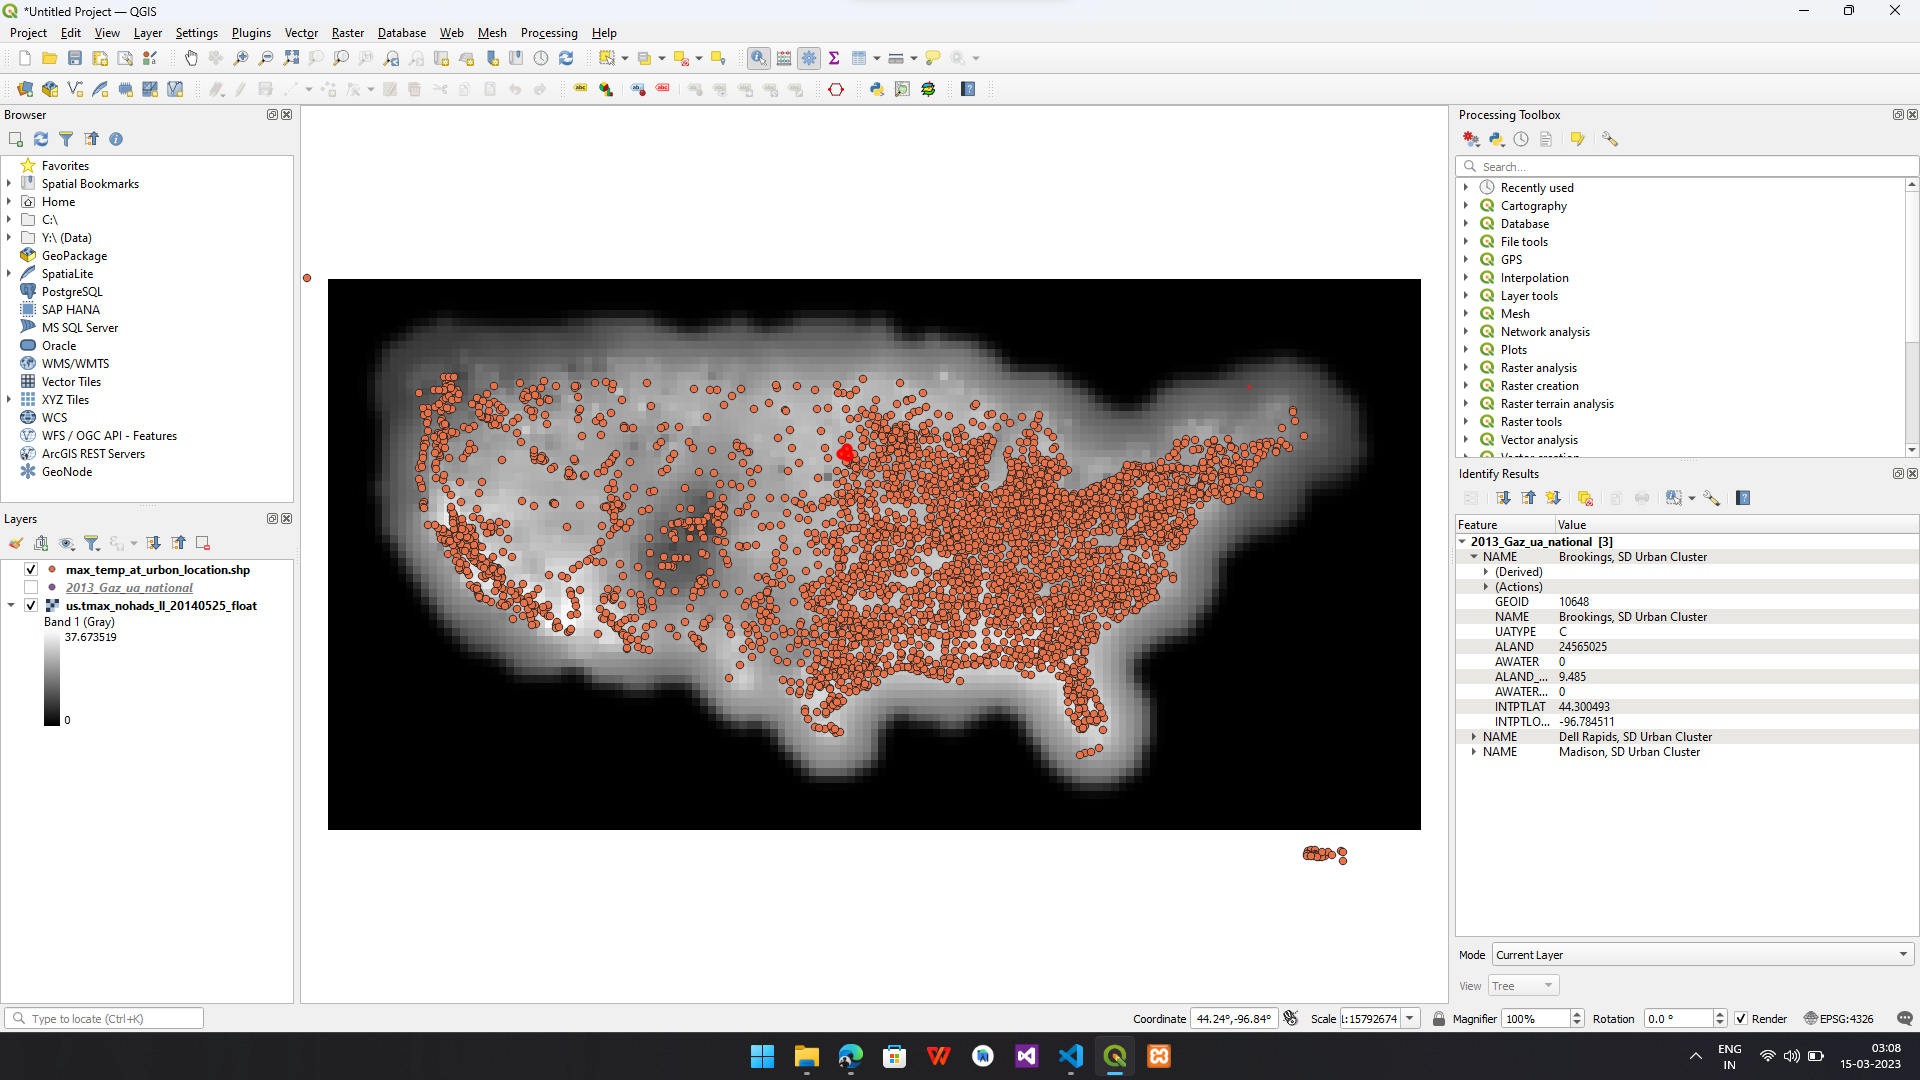 *Untitled Project — QGIS
Project Edit View Layer Settings Plugins Vector Raster Database Web Mesh Processing Help
Browser
Favorites
Spatial Bookmarks
Home
C:\
Y:\ (Data)
GeoPackage
SpatiaLite
PostgreSQL
SAP HANA
MS SQL Server
Oracle
WMS/WMTS
Vector Tiles
XYZ Tiles
WCS
WFS / OGC API - Features
ArcGIS REST Servers
GeoNode
Layers
max_temp_at_urbon_location.shp
2013_Gaz_ua_national
us.tmax_nohads_ll_20140525_float
Band 1 (Gray)
37.673519
0
Processing Toolbox
Search...
Recently used
Cartography
Database
File tools
GPS
Interpolation
Layer tools
Mesh
Network analysis
Plots
Raster analysis
Raster creation
Raster terrain analysis
Raster tools
Vector analysis
Vector creation
Identify Results
Feature Value
2013_Gaz_ua_national [3]
NAME Brookings, SD Urban Cluster
(Derived)
(Actions)
GEOID 10648
NAME Brookings, SD Urban Cluster
UATYPE C
ALAND 24565025
AWATER 0
ALAND_... 9.485
AWATER... 0
INTPTLAT 44.300493
INTPTLO... -96.784511
NAME Dell Rapids, SD Urban Cluster
NAME Madison, SD Urban Cluster
Mode Current Layer
View Tree
Type to locate (Ctrl+K)
Coordinate 44.24°,-96.84° Scale 1:15792674 Magnifier 100% Rotation 0.0 ° Render EPSG:4326
ENG
IN
03:08
15-03-2023